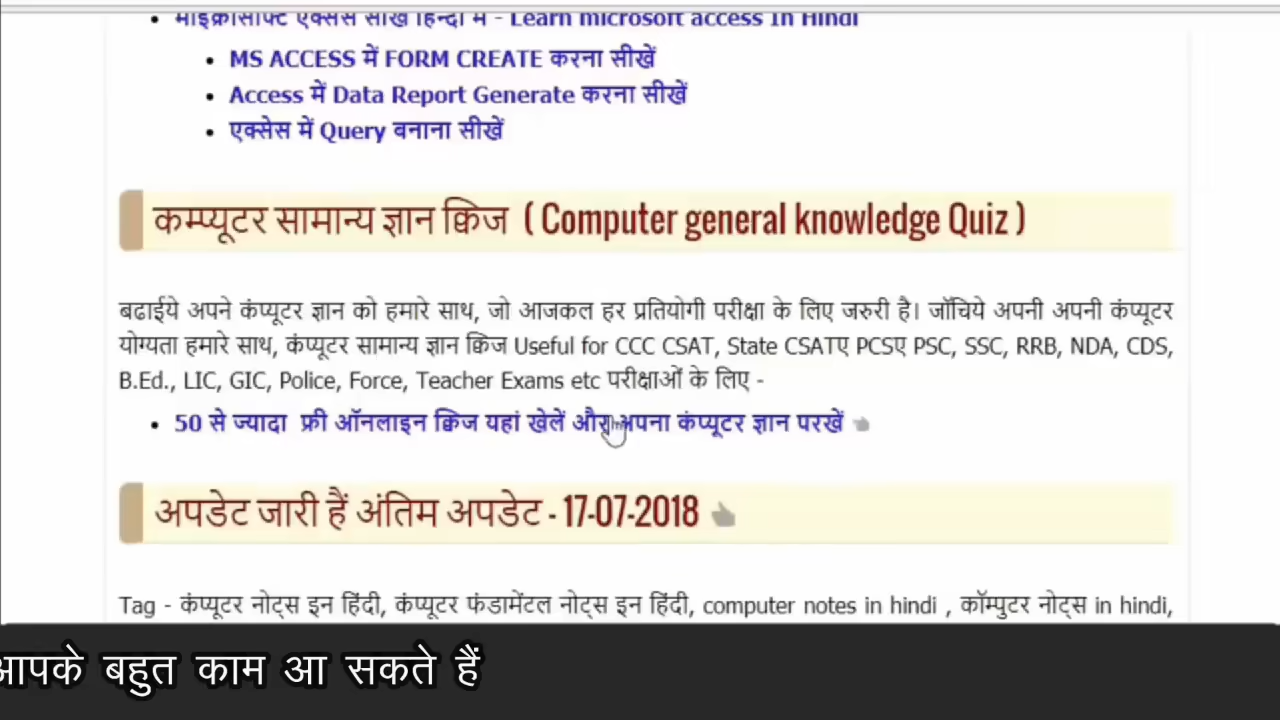 माइक्रोसॉफ्ट एक्सेस सीखें हिन्दी में - Learn microsoft access In Hindi
MS ACCESS में FORM CREATE करना सीखें
Access में Data Report Generate करना सीखें
एक्सेस में Query बनाना सीखें
कम्प्यूटर सामान्य ज्ञान क्विज ( Computer general knowledge Quiz )
बढाईये अपने कंप्यूटर ज्ञान को हमारे साथ, जो आजकल हर प्रतियोगी परीक्षा के लिए जरुरी है। जॉचिये अपनी अपनी कंप्यूटर
योग्यता हमारे साथ, कंप्यूटर सामान्य ज्ञान क्विज Useful for CCC CSAT, State CSATए PCSए PSC, SSC, RRB, NDA, CDS,
B.Ed., LIC, GIC, Police, Force, Teacher Exams etc परीक्षाओं के लिए -
50 से ज्यादा फ्री ऑनलाइन क्विज यहां खेलें और अपना कंप्यूटर ज्ञान परखें
अपडेट जारी हैं अंतिम अपडेट - 17-07-2018
Tag - कंप्यूटर नोट्स इन हिंदी, कंप्यूटर फंडामेंटल नोट्स इन हिंदी, computer notes in hindi , कॉम्पुटर नोट्स in hindi,
आपके बहुत काम आ सकते हैं